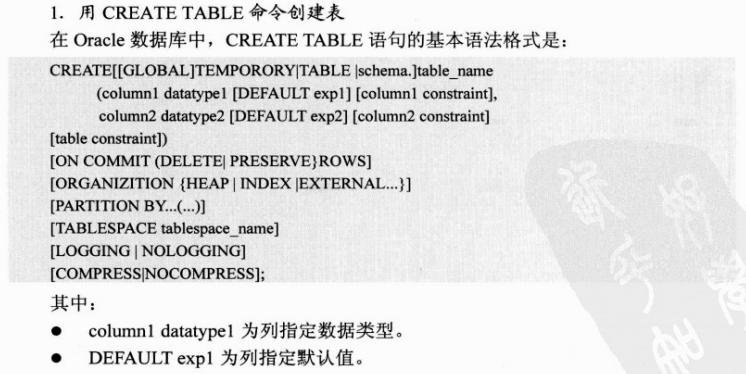 1. 用 CREATE TABLE 命令创建表
在 Oracle 数据库中，CREATE TABLE 语句的基本语法格式是：
CREATE[[GLOBAL]TEMPORORY|TABLE |schema.]table_name
(column1 datatype1 [DEFAULT exp1] [column1 constraint],
column2 datatype2 [DEFAULT exp2] [column2 constraint]
[table constraint])
[ON COMMIT (DELETE| PRESERVE}ROWS]
[ORGANIZITION {HEAP | INDEX |EXTERNAL...}]
[PARTITION BY...(...)]
[TABLESPACE tablespace_name]
[LOGGING | NOLOGGING]
[COMPRESS|NOCOMPRESS];
其中：
● column1 datatype1 为列指定数据类型。
● DEFAULT exp1 为列指定默认值。